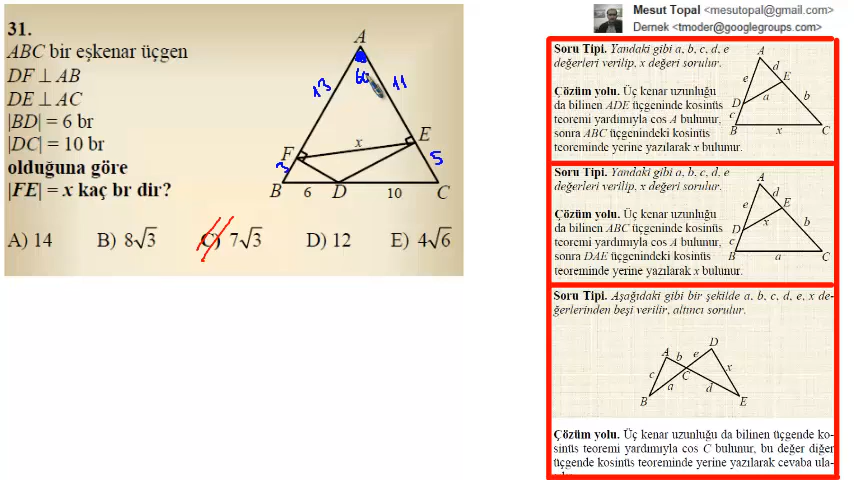 31.
ABC bir eşkenar üçgen
DF ⊥ AB
DE ⊥ AC
|BD| = 6 br
|DC| = 10 br
olduğuna göre
|FE| = x kaç br dir?
A
13
60
11
x
E
F
3
5
B
6
D
10
C
A) 14 B) 8√3 C) 7√3 D) 12 E) 4√6
Mesut Topal <mesutopal@gmail.com>
Dernek <tmoder@googlegroups.com>
Soru Tipi. Yandaki gibi a, b, c, d, e
değerleri verilip, x değeri sorulur.
Çözüm yolu. Üç kenar uzunluğu
da bilinen ADE üçgeninde kosinüs
teoremi yardımıyla cos A bulunur,
sonra ABC üçgenindeki kosinüs
teoreminde yerine yazılarak x bulunur.
A
d
E
e
a
b
D
c
B
x
C
Soru Tipi. Yandaki gibi a, b, c, d, e
değerleri verilip, x değeri sorulur.
Çözüm yolu. Üç kenar uzunluğu
da bilinen ABC üçgeninde kosinüs
teoremi yardımıyla cos A bulunur,
sonra DAE üçgenindeki kosinüs
teoreminde yerine yazılarak x bulunur.
A
d
E
e
x
b
D
c
B
a
C
Soru Tipi. Aşağıdaki gibi bir şekilde a, b, c, d, e, x de-
ğerlerinden beşi verilir, altıncı sorulur.
D
A
b
e
c
C
x
a
d
B
E
Çözüm yolu. Üç kenar uzunluğu da bilinen üçgende ko-
sinüs teoremi yardımıyla cos C bulunur, bu değer diğer
üçgende kosinüs teoreminde yerine yazılarak cevaba ula-